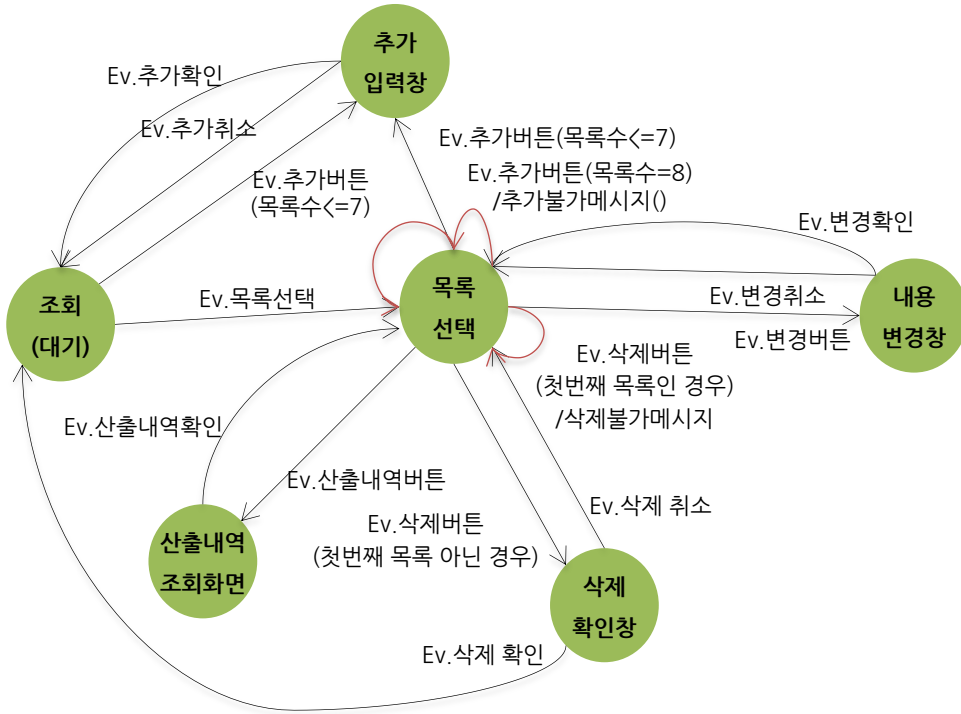 추가
입력창
Ev.추가확인
Ev.추가취소
Ev.추가버튼
(목록수<=7)
Ev.추가버튼(목록수<=7)
Ev.추가버튼(목록수=8)
/추가불가메시지()
Ev.변경확인
조회
(대기)
Ev.목록선택
목록
선택
Ev.변경취소
Ev.변경버튼
내용
변경창
Ev.삭제버튼
(첫번째 목록인 경우)
/삭제불가메시지
Ev.산출내역확인
Ev.산출내역버튼
Ev.삭제 취소
Ev.삭제버튼
(첫번째 목록 아닌 경우)
산출내역
조회화면
삭제
확인창
Ev.삭제 확인